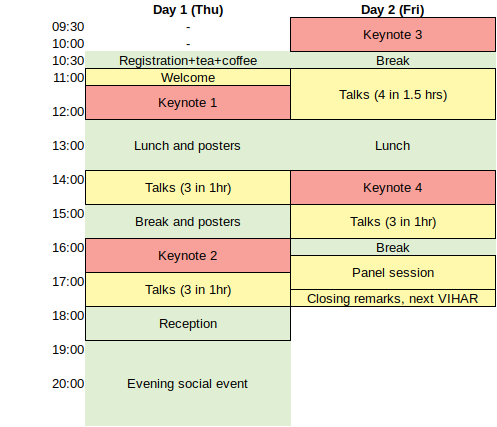 Day 1 (Thu) Day 2 (Fri)
09:30 - Keynote 3
10:00 -
10:30 Registration+tea+coffee Break
11:00 Welcome Talks (4 in 1.5 hrs)
Keynote 1
12:00
13:00 Lunch and posters Lunch
14:00 Talks (3 in 1hr) Keynote 4
15:00 Break and posters Talks (3 in 1hr)
16:00 Keynote 2 Break
Panel session
17:00 Talks (3 in 1hr) Closing remarks, next VIHAR
18:00 Reception
19:00
20:00 Evening social event